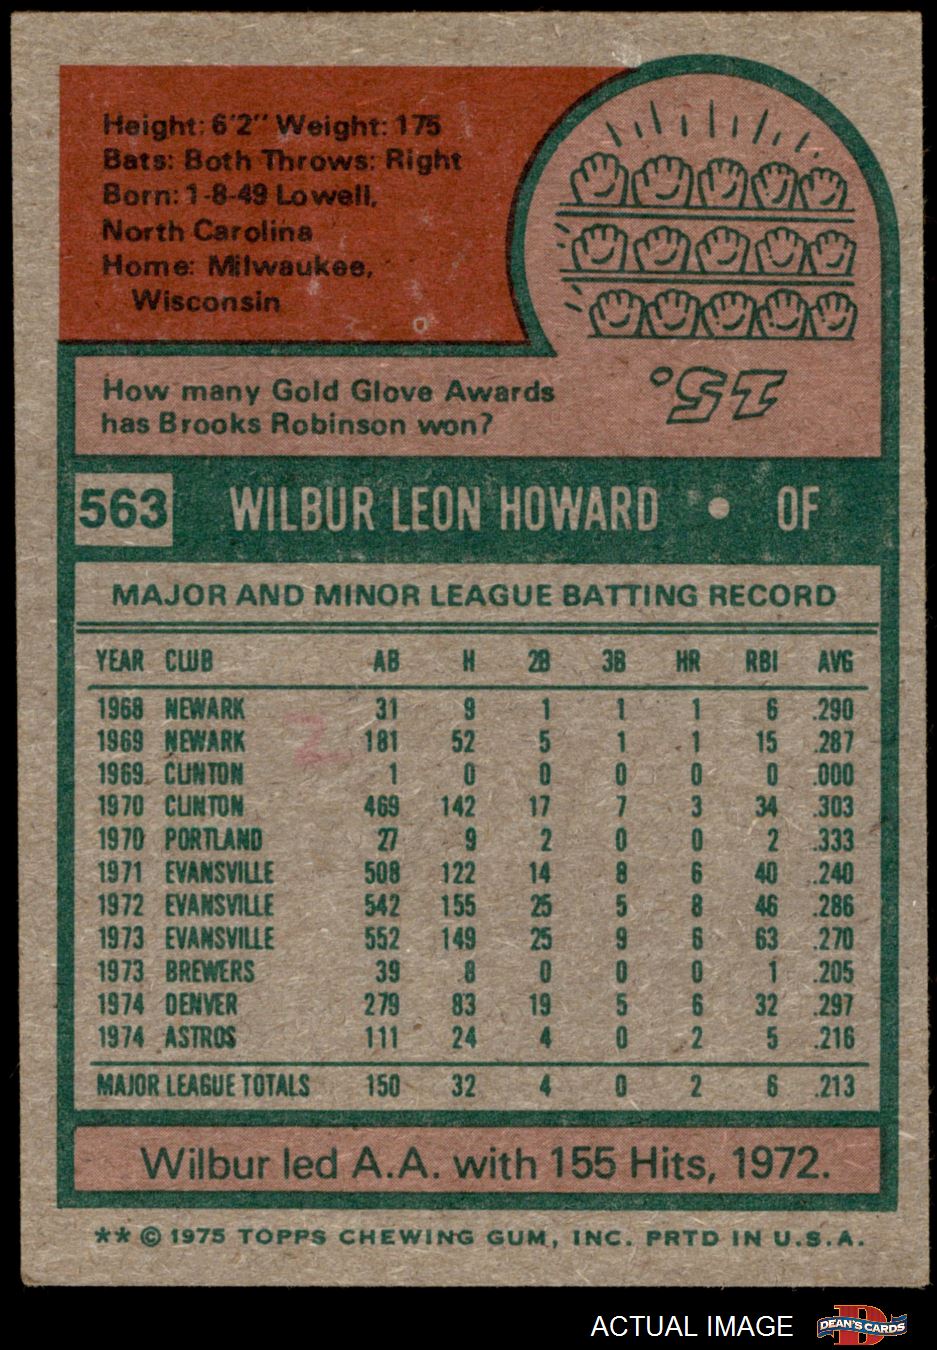 Height: 6'2" Weight: 175
Bats: Both Throws: Right
Born: 1-8-49 Lowell,
North Carolina
Home: Milwaukee,
Wisconsin
How many Gold Glove Awards
has Brooks Robinson won?
15.
563 WILBUR LEON HOWARD • OF
MAJOR AND MINOR LEAGUE BATTING RECORD
YEAR CLUB AB H 2B 3B HR RBI AVG
1968 NEWARK 31 9 1 1 1 6 .290
1969 NEWARK 181 52 5 1 1 15 .287
1969 CLINTON 1 0 0 0 0 0 .000
1970 CLINTON 469 142 17 7 3 34 .303
1970 PORTLAND 27 9 2 0 0 2 .333
1971 EVANSVILLE 508 122 14 8 6 40 .240
1972 EVANSVILLE 542 155 25 5 8 46 .286
1973 EVANSVILLE 552 149 25 9 6 63 .270
1973 BREWERS 39 8 0 0 0 1 .205
1974 DENVER 279 83 19 5 6 32 .297
1974 ASTROS 111 24 4 0 2 5 .216
MAJOR LEAGUE TOTALS 150 32 4 0 2 6 .213
Wilbur led A.A. with 155 Hits, 1972.
** © 1975 TOPPS CHEWING GUM, INC. PRTD IN U.S.A.
ACTUAL IMAGE
D
DEAN'S CARDS